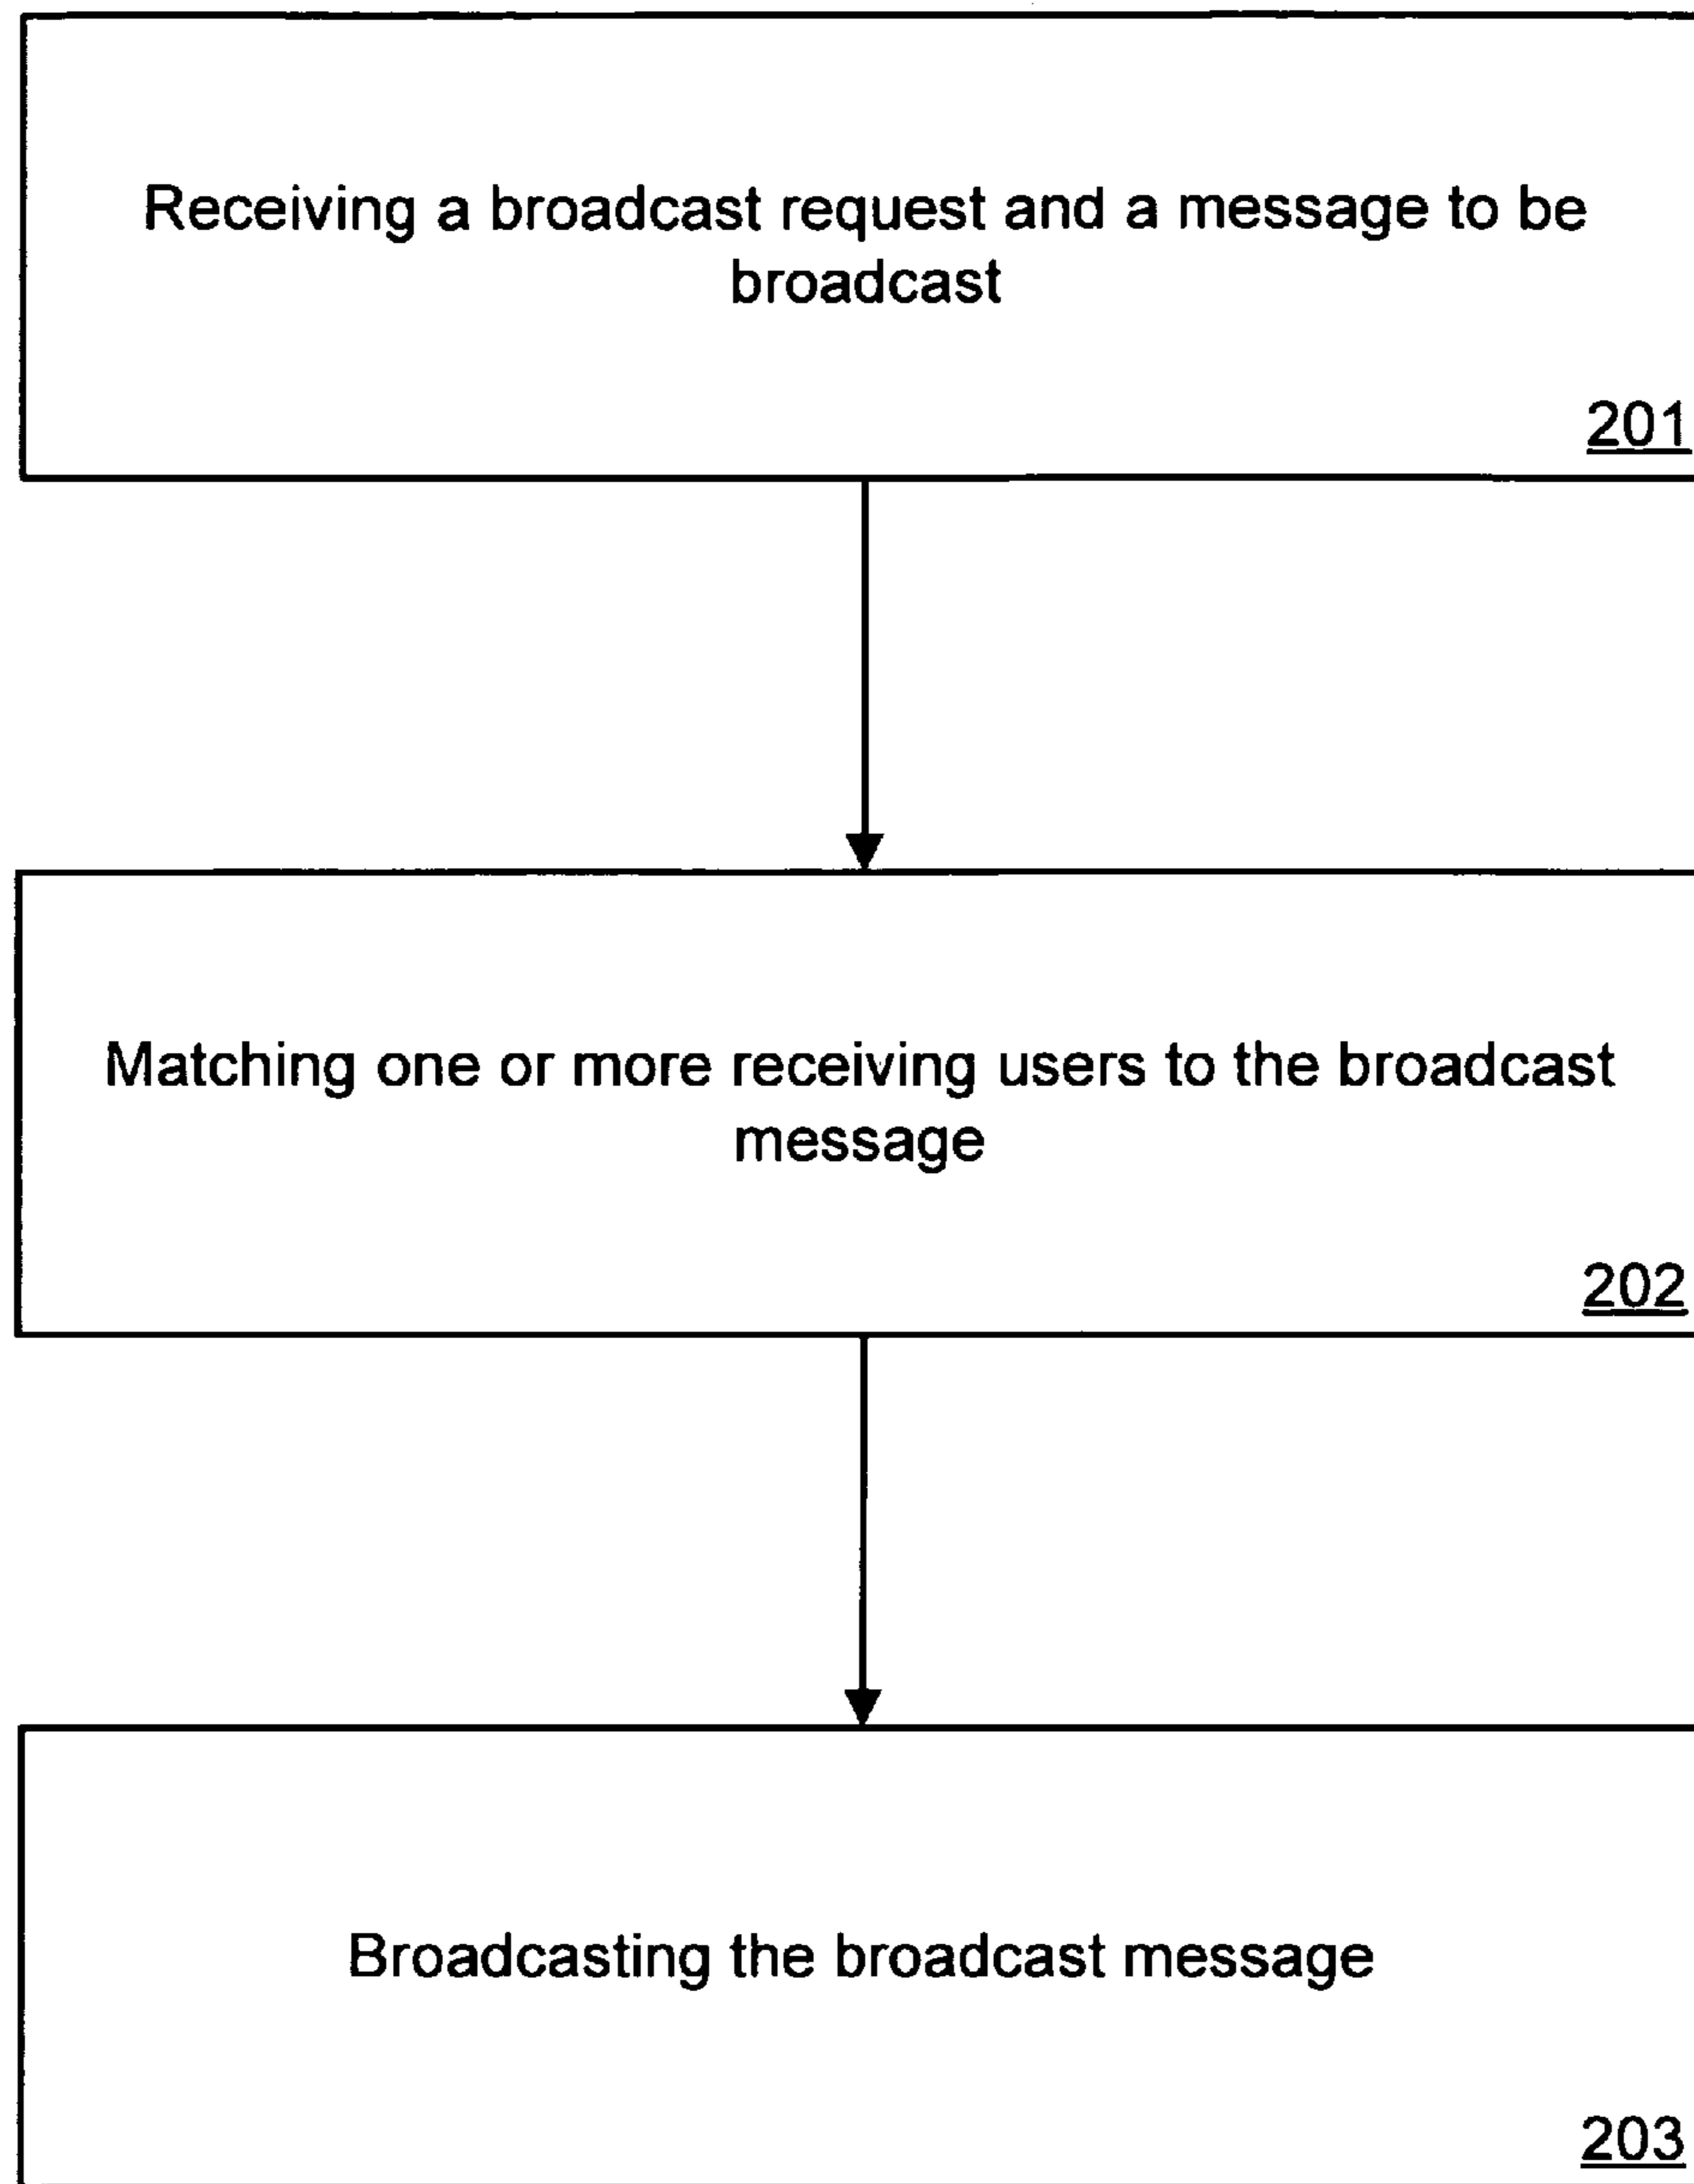 Receiving a broadcast request and a message to be
broadcast
201
Matching one or more receiving users to the broadcast
message
202
Broadcasting the broadcast message
203